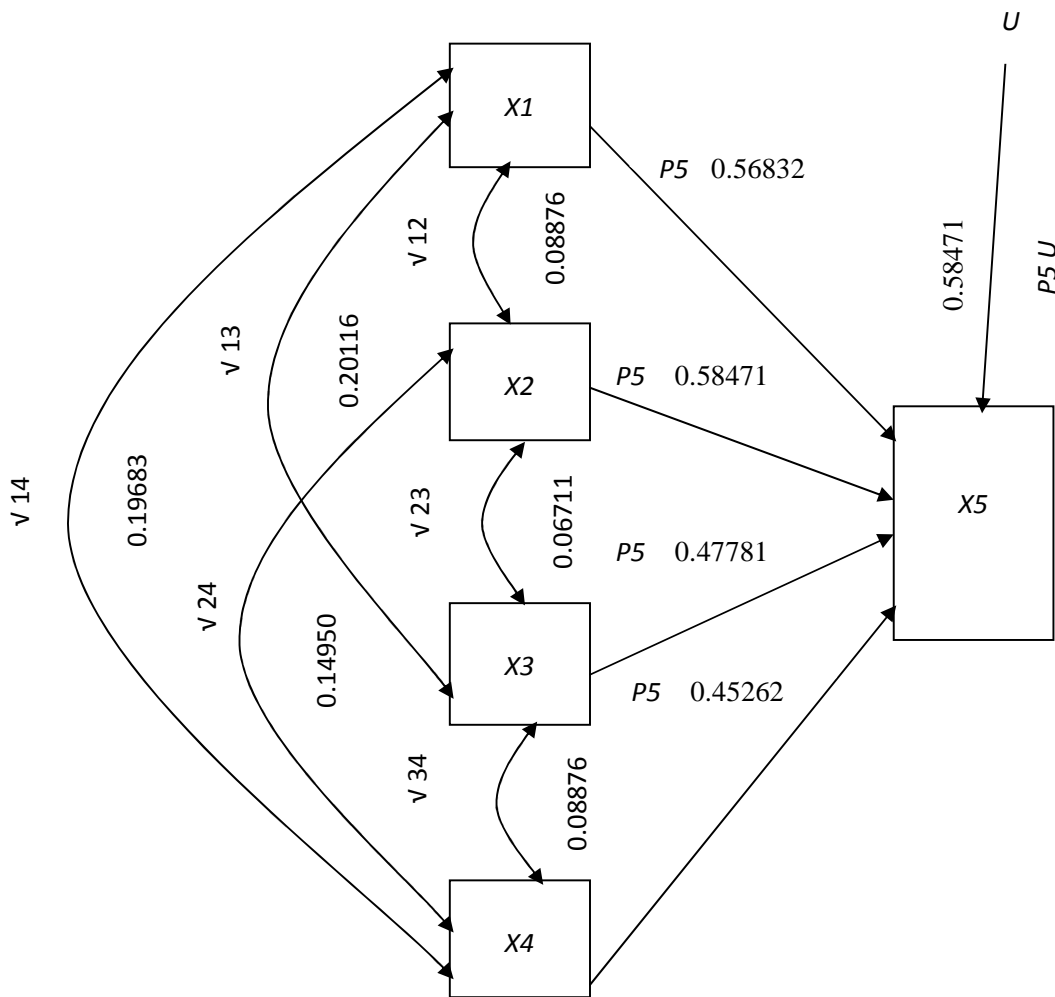 U
X1
P5 0.56832
√ 12
0.08876
√ 13
0.20116
0.58471
P5 U
X2
P5 0.58471
√ 14
0.19683
√ 23
0.06711
X5
P5 0.47781
√ 24
0.14950
X3
P5 0.45262
√ 34
0.08876
X4